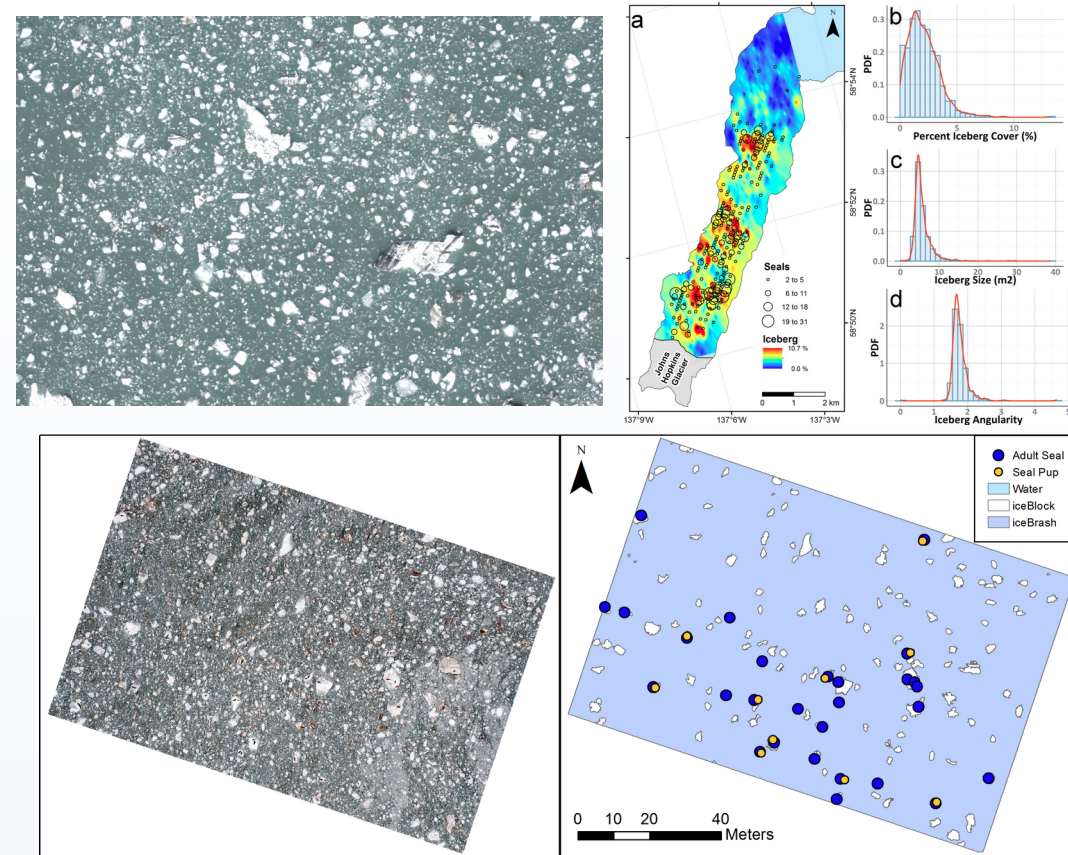 a
N
58°54'N
58°52'N
58°50'N
Seals
2 to 5
6 to 11
12 to 18
19 to 31
Iceberg
10.7 %
0.0 %
Johns
Hopkins
Glacier
0 1 2 km
137°9'W 137°6'W 137°3'W
b
PDF
0.3
0.2
0.1
0.0
0 5 10
Percent Iceberg Cover (%)
c
PDF
0.3
0.2
0.1
0.0
0 10 20 30 40
Iceberg Size (m2)
d
PDF
2
1
0
0 1 2 3 4 5
Iceberg Angularity
N
Adult Seal
Seal Pup
Water
iceBlock
iceBrash
0 10 20 40
Meters